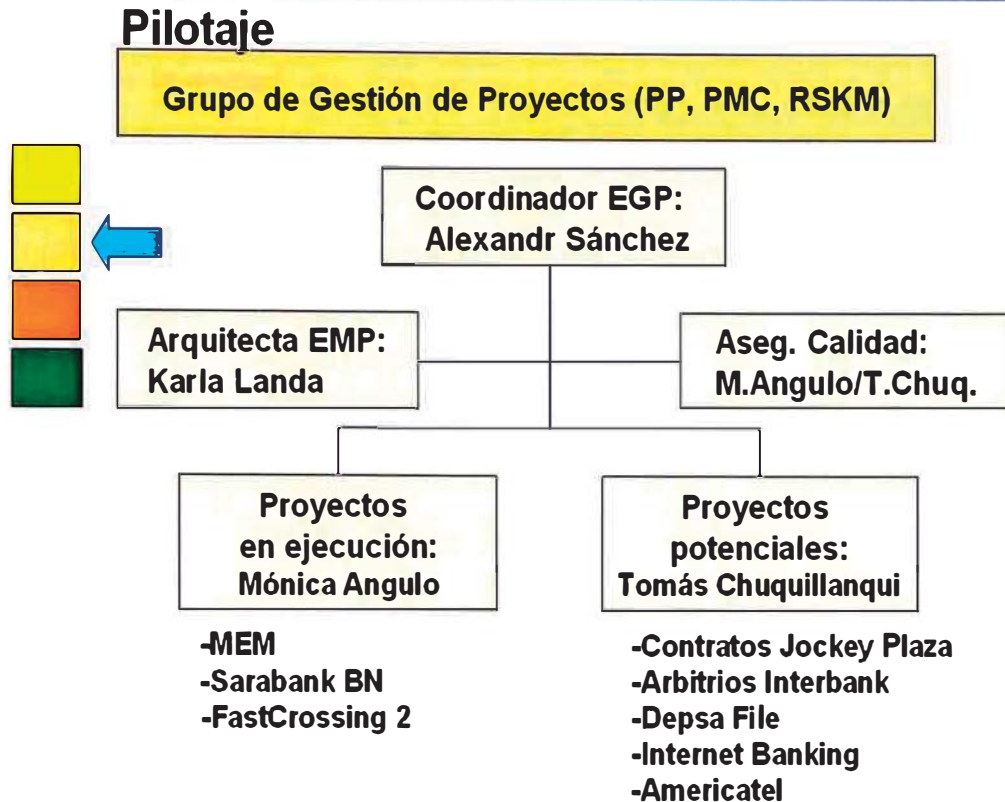 Pilotaje
Grupo de Gestión de Proyectos (PP, PMC, RSKM)
Coordinador EGP:
Alexandr Sánchez
Arquitecta EMP:
Karla Landa
Aseg. Calidad:
M.Angulo/T.Chuq.
Proyectos
en ejecución:
Mónica Angulo
-MEM
-Sarabank BN
-FastCrossing 2
Proyectos
potenciales:
Tomás Chuquillanqui
-Contratos Jockey Plaza
-Arbitrios Interbank
-Depsa File
-Internet Banking
-Americatel